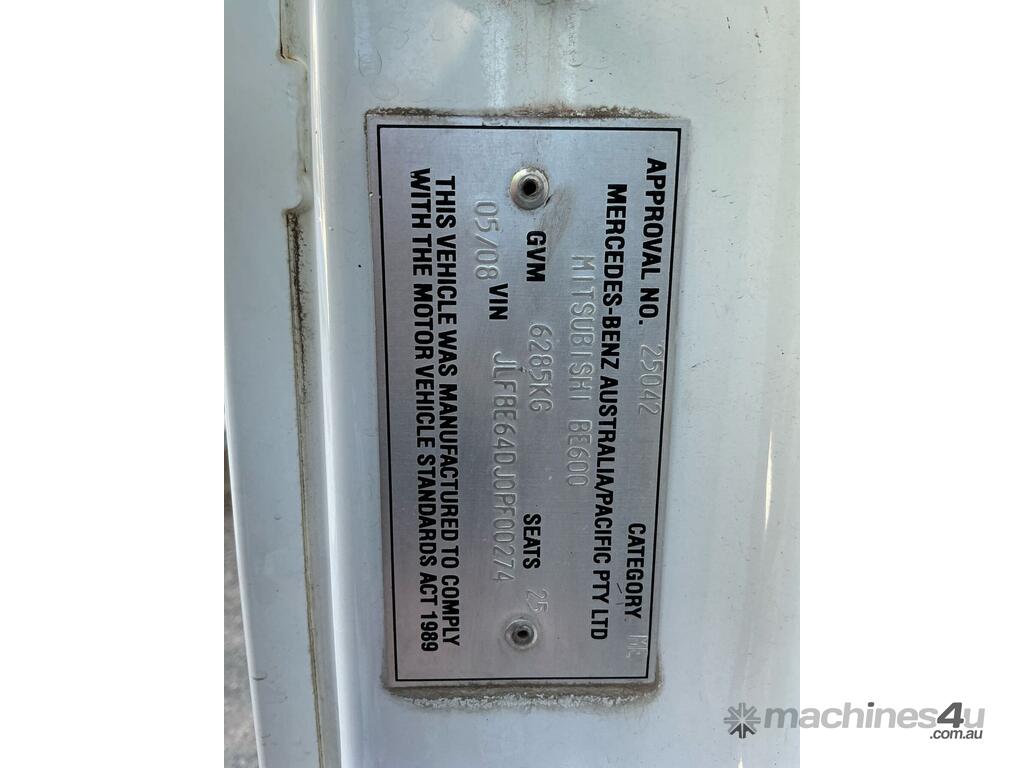 APPROVAL NO. 25042 CATEGORY ME
MERCEDES-BENZ AUSTRALIA/PACIFIC PTY LTD
MITSUBISHI BE600
GVM 6285KG SEATS 25
05/08 VIN JLFBE64DJ0PF00274
THIS VEHICLE WAS MANUFACTURED TO COMPLY
WITH THE MOTOR VEHICLE STANDARDS ACT 1989
machines4u
.com.au